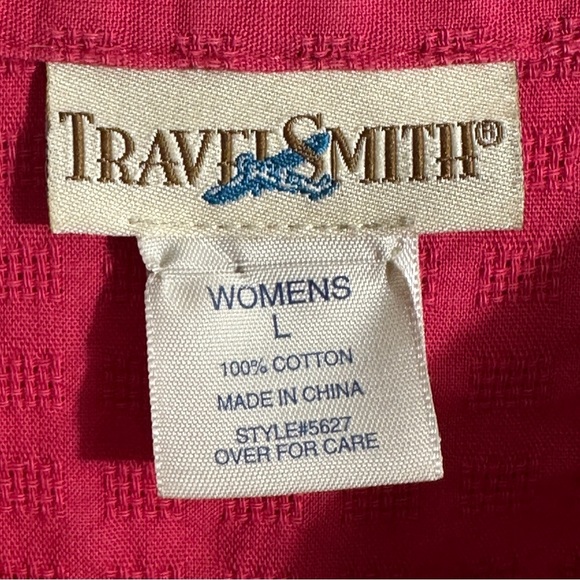 TRAVELSMITH®
WOMENS
L
100% COTTON
MADE IN CHINA
STYLE#5627
OVER FOR CARE